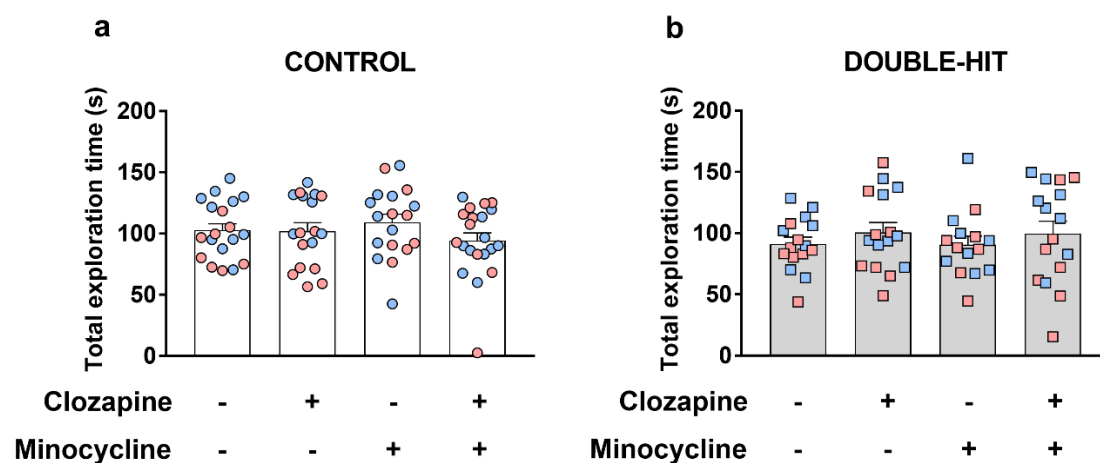 a
CONTROL
Total exploration time (s)
200
150
100
50
0
Clozapine - + - +
Minocycline - - + +
b
DOUBLE-HIT
Total exploration time (s)
200
150
100
50
0
Clozapine - + - +
Minocycline - - + +